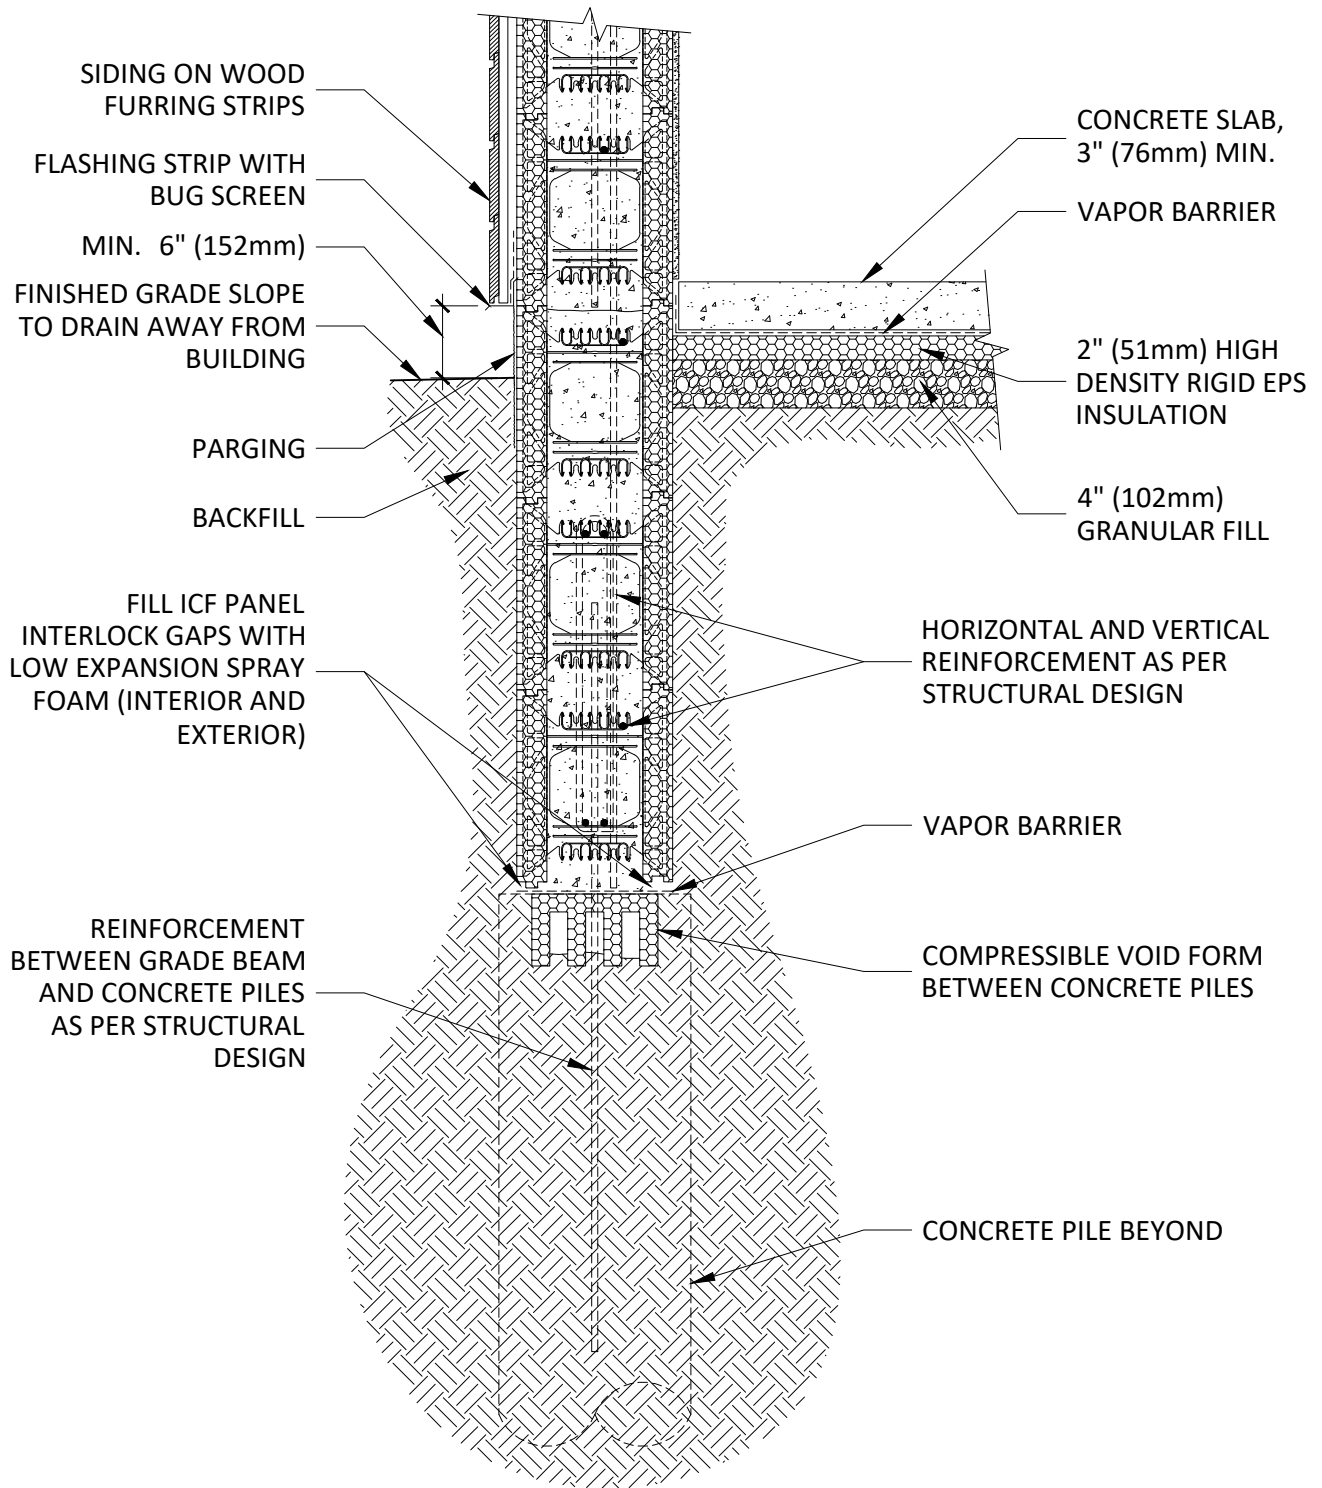 SIDING ON WOOD
FURRING STRIPS
FLASHING STRIP WITH
BUG SCREEN
MIN. 6" (152mm)
FINISHED GRADE SLOPE
TO DRAIN AWAY FROM
BUILDING
PARGING
BACKFILL
FILL ICF PANEL
INTERLOCK GAPS WITH
LOW EXPANSION SPRAY
FOAM (INTERIOR AND
EXTERIOR)
REINFORCEMENT
BETWEEN GRADE BEAM
AND CONCRETE PILES
AS PER STRUCTURAL
DESIGN
CONCRETE SLAB,
3" (76mm) MIN.
VAPOR BARRIER
2" (51mm) HIGH
DENSITY RIGID EPS
INSULATION
4" (102mm)
GRANULAR FILL
HORIZONTAL AND VERTICAL
REINFORCEMENT AS PER
STRUCTURAL DESIGN
VAPOR BARRIER
COMPRESSIBLE VOID FORM
BETWEEN CONCRETE PILES
CONCRETE PILE BEYOND